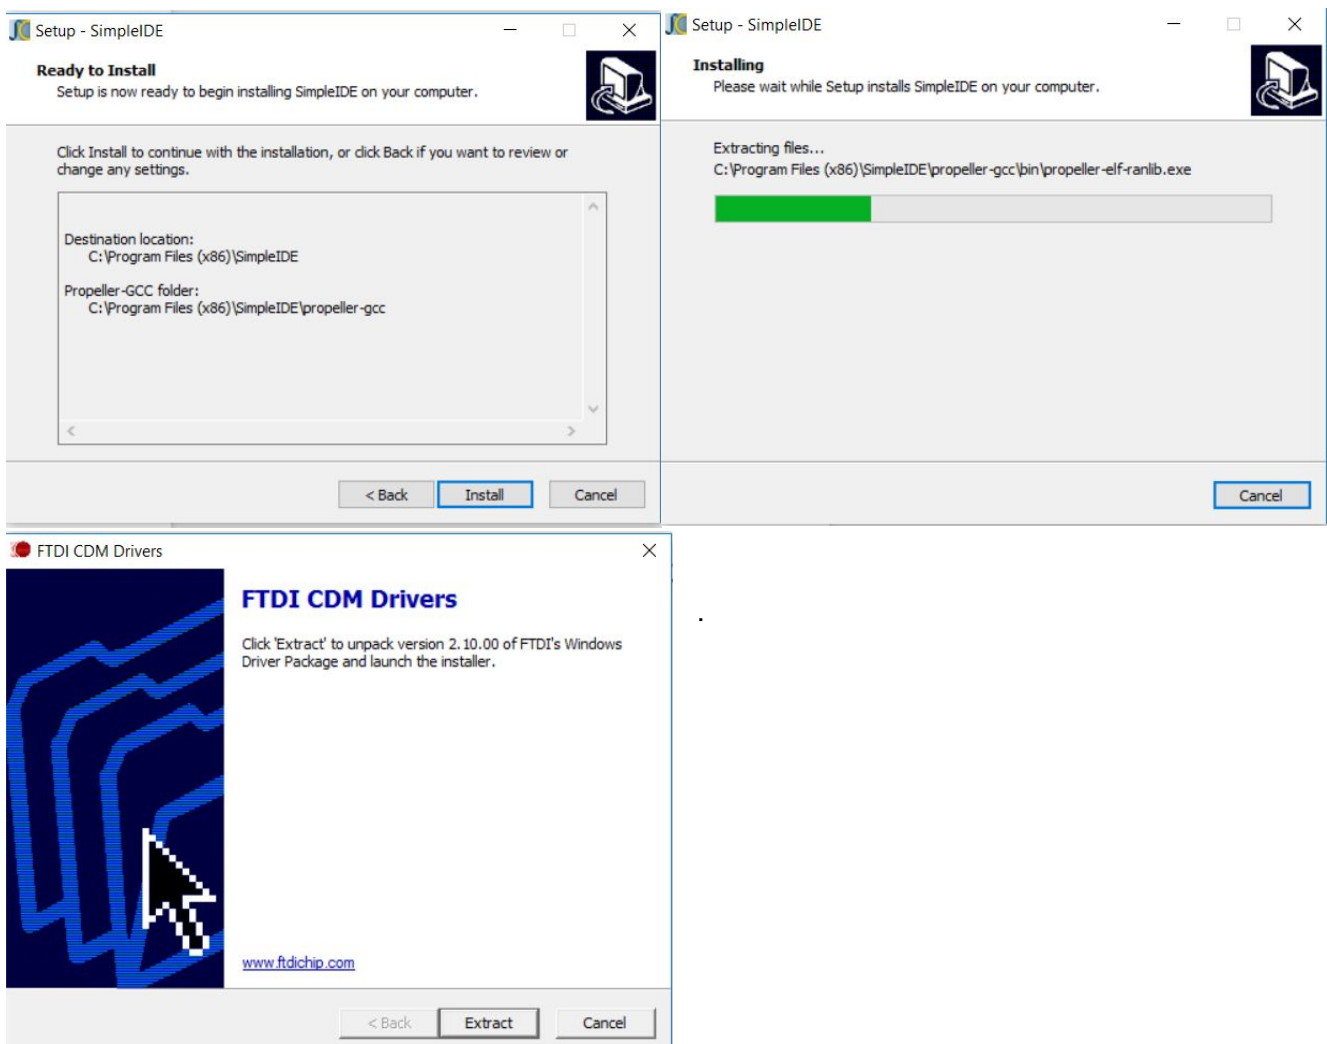 Setup - SimpleIDE
Ready to Install
Setup is now ready to begin installing SimpleIDE on your computer.
Click Install to continue with the installation, or click Back if you want to review or
change any settings.
Destination location:
C:\Program Files (x86)\SimpleIDE
Propeller-GCC folder:
C:\Program Files (x86)\SimpleIDE\propeller-gcc
< Back
Install
Cancel
Setup - SimpleIDE
Installing
Please wait while Setup installs SimpleIDE on your computer.
Extracting files...
C:\Program Files (x86)\SimpleIDE\propeller-gcc\bin\propeller-elf-ranlib.exe
Cancel
FTDI CDM Drivers
FTDI CDM Drivers
Click 'Extract' to unpack version 2.10.00 of FTDI's Windows
Driver Package and launch the installer.
www.ftdichip.com
< Back
Extract
Cancel
.